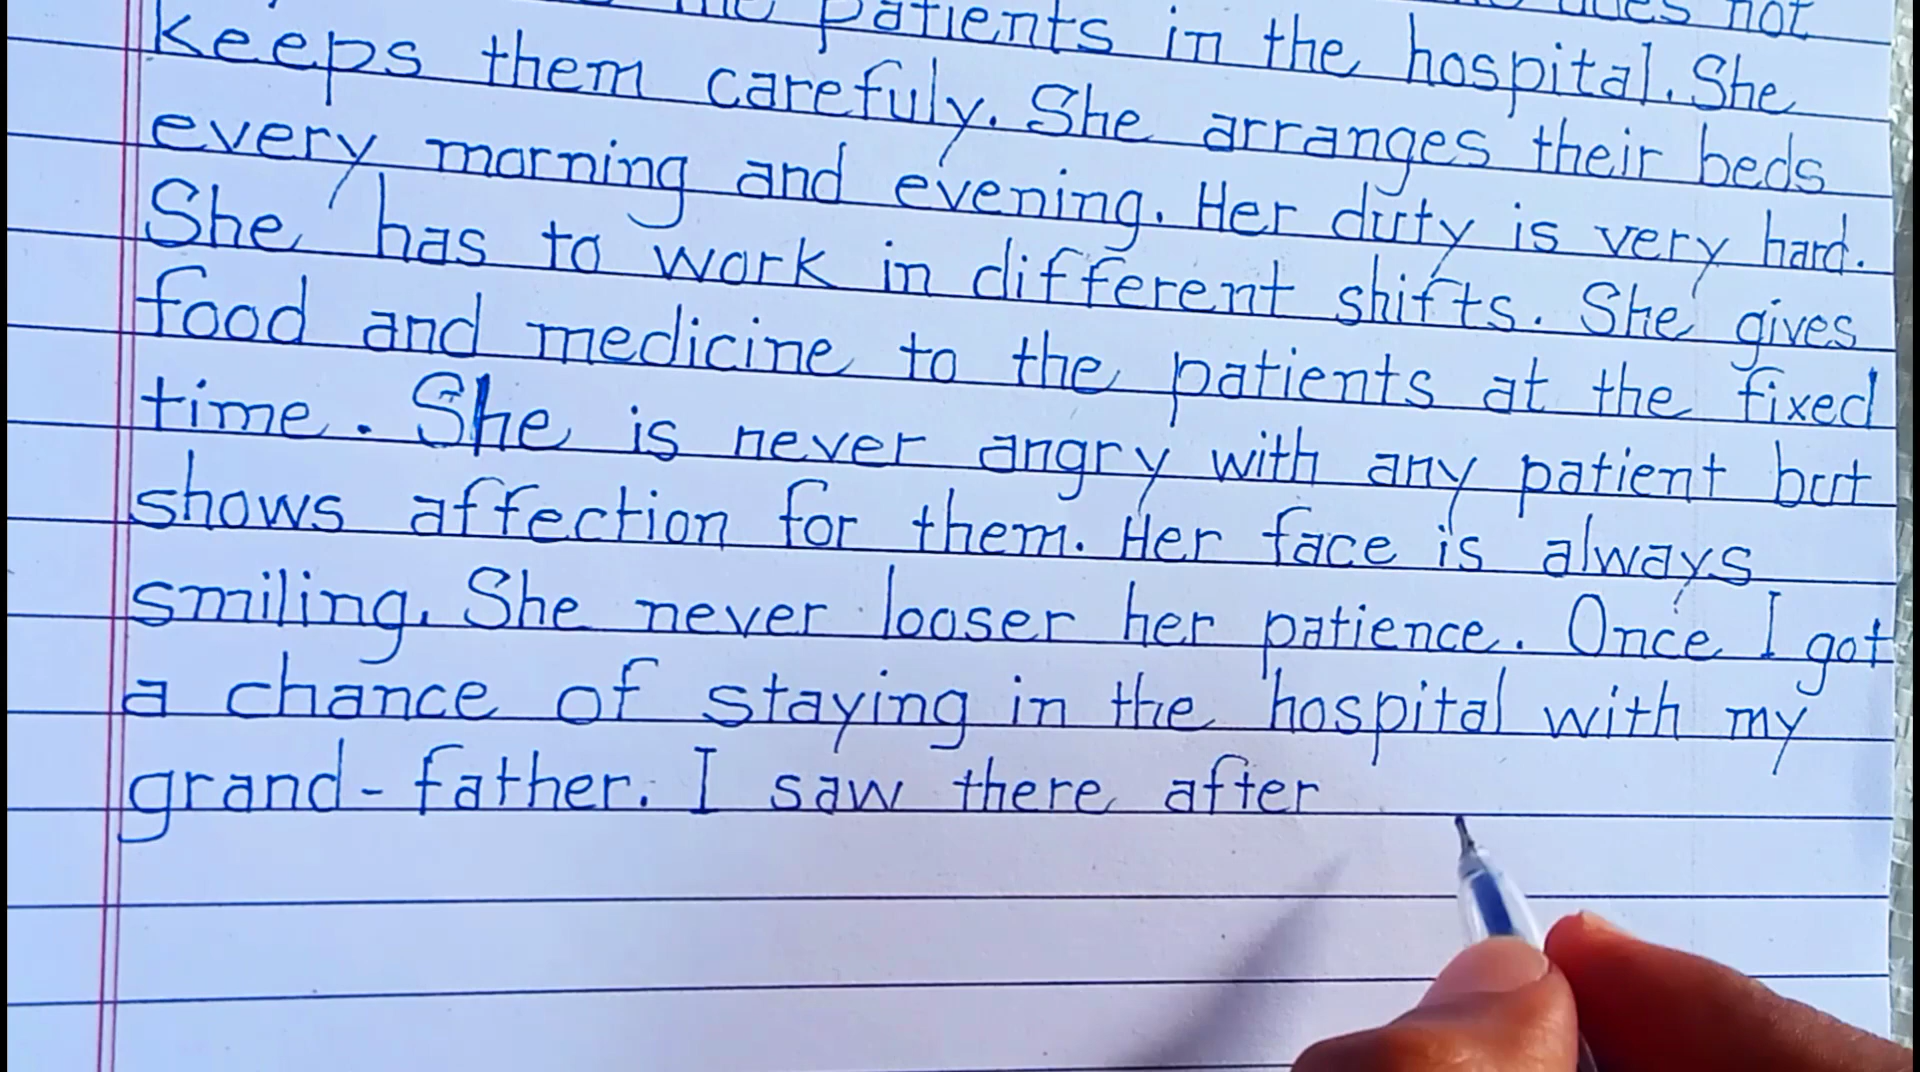 does not
patients in the hospital. She
keeps them carefuly. She arranges their beds
every morning and evening. Her duty is very hard.
She has to work in different shifts. She gives
food and medicine to the patients at the fixed
time. She is never angry with any patient but
shows affection for them. Her face is always
smiling. She never looser her patience. Once I got
a chance of staying in the hospital with my
grand-father. I saw there after